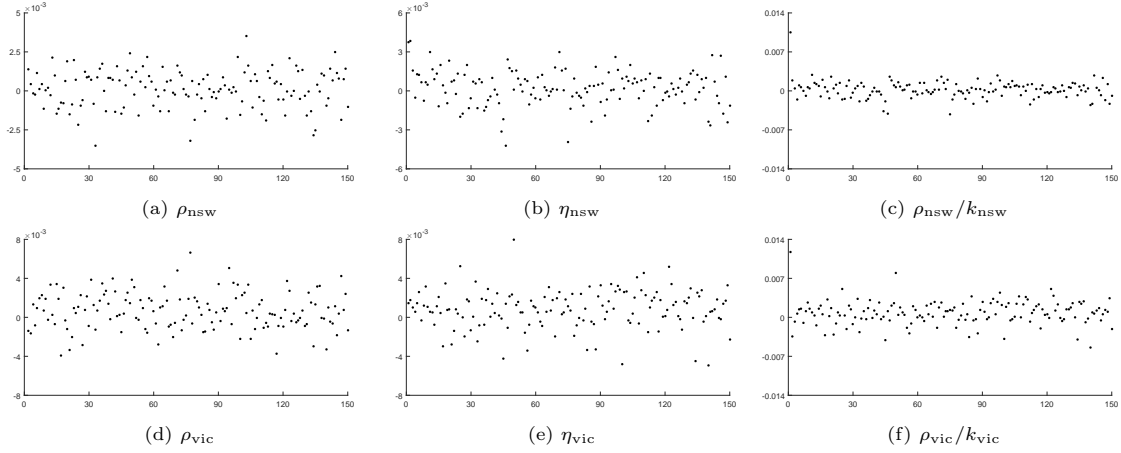 ×10⁻³ ×10⁻³
5 6 0.014
2.5 3 0.007
0 0 0
-2.5 -3 -0.007
-5 -6 -0.014
0 30 60 90 120 150 0 30 60 90 120 150 0 30 60 90 120 150
(a) ρnsw (b) ηnsw (c) ρnsw/knsw
×10⁻³ ×10⁻³
8 8 0.014
4 4 0.007
0 0 0
-4 -4 -0.007
-8 -8 -0.014
0 30 60 90 120 150 0 30 60 90 120 150 0 30 60 90 120 150
(d) ρvic (e) ηvic (f) ρvic/kvic